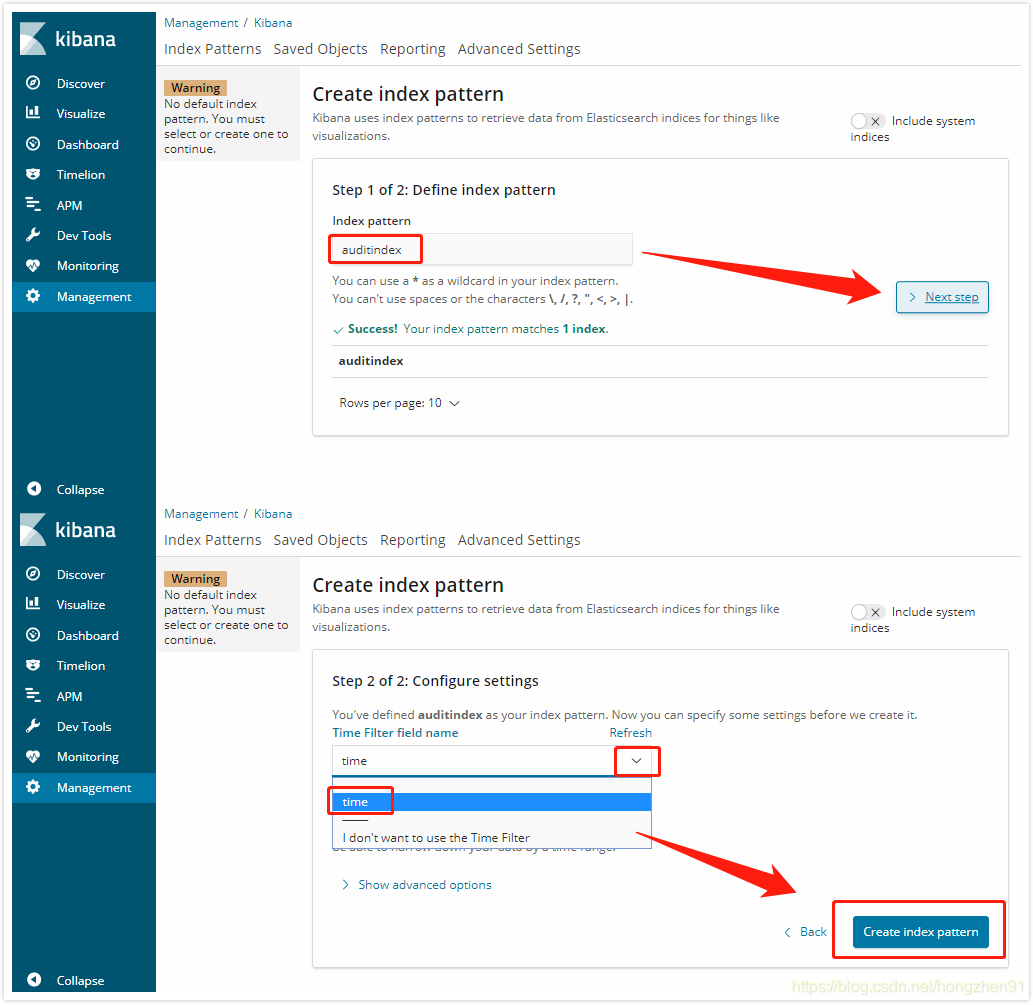 kibana
Discover
Visualize
Dashboard
Timelion
APM
Dev Tools
Monitoring
Management
Collapse
Management / Kibana
Index Patterns Saved Objects Reporting Advanced Settings
Warning
No default index
pattern. You must
select or create one to
continue.
Create index pattern
Kibana uses index patterns to retrieve data from Elasticsearch indices for things like
visualizations.
Include system
indices
Step 1 of 2: Define index pattern
Index pattern
auditindex
You can use a * as a wildcard in your index pattern.
You can't use spaces or the characters \, /, ?, ", <, >, |.
Next step
Success! Your index pattern matches 1 index.
auditindex
Rows per page: 10
kibana
Discover
Visualize
Dashboard
Timelion
APM
Dev Tools
Monitoring
Management
Collapse
Management / Kibana
Index Patterns Saved Objects Reporting Advanced Settings
Warning
No default index
pattern. You must
select or create one to
continue.
Create index pattern
Kibana uses index patterns to retrieve data from Elasticsearch indices for things like
visualizations.
Include system
indices
Step 2 of 2: Configure settings
You've defined auditindex as your index pattern. Now you can specify some settings before we create it.
Time Filter field name Refresh
time
time
I don't want to use the Time Filter
be able to narrow down your data by a time range.
Show advanced options
Back
Create index pattern
https://blog.csdn.net/hongzhen91